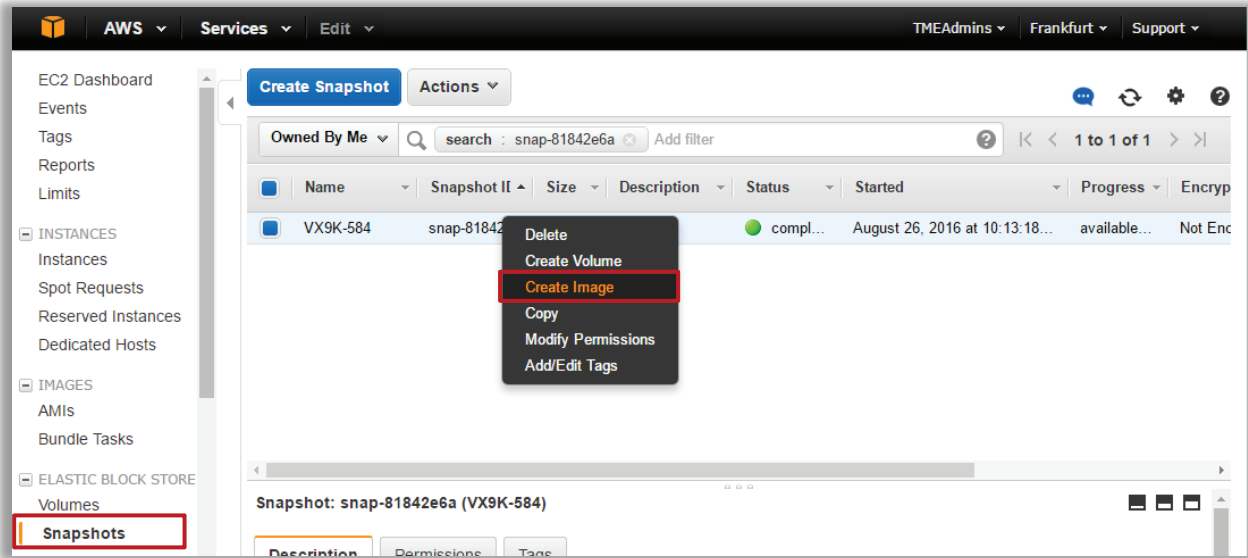 AWS Services Edit TMEAdmins Frankfurt Support
EC2 Dashboard
Events
Tags
Reports
Limits
INSTANCES
Instances
Spot Requests
Reserved Instances
Dedicated Hosts
IMAGES
AMIs
Bundle Tasks
ELASTIC BLOCK STORE
Volumes
Snapshots
Create Snapshot Actions
Owned By Me search : snap-81842e6a Add filter 1 to 1 of 1
Name Snapshot ID Size Description Status Started Progress Encryp
VX9K-584 snap-81842 compl... August 26, 2016 at 10:13:18... available... Not Enc
Delete
Create Volume
Create Image
Copy
Modify Permissions
Add/Edit Tags
Snapshot: snap-81842e6a (VX9K-584)
Description Permissions Tags